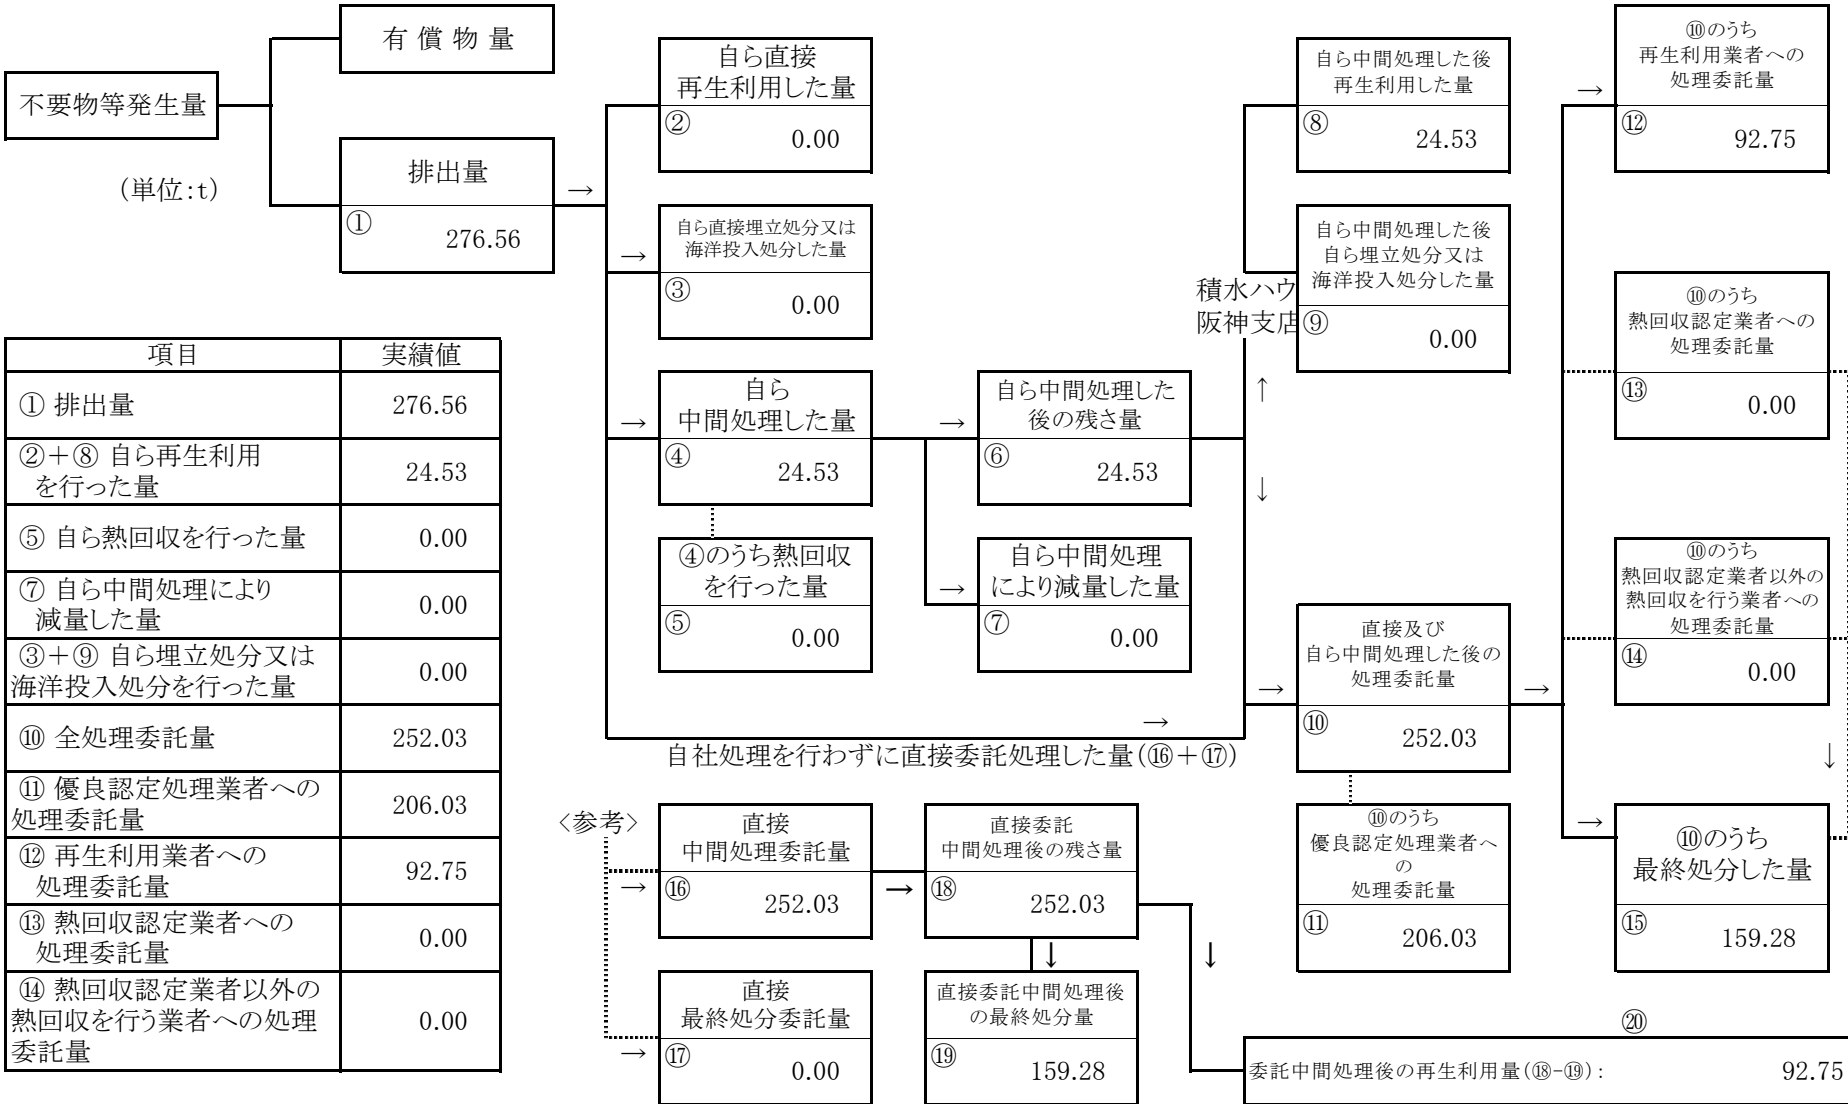 有 償 物 量
不要物等発生量
(単位:t)
排出量
①
276.56
→
自ら直接
再生利用した量
②
0.00
→
自ら直接埋立処分又は
海洋投入処分した量
③
0.00
→
自ら
中間処理した量
④
24.53
④のうち熱回収
を行った量
⑤
0.00
→
自ら中間処理した
後の残さ量
⑥
24.53
→
自ら中間処理
により減量した量
⑦
0.00
積水ハウ
阪神支店
↑
↓
自ら中間処理した後
再生利用した量
⑧
24.53
自ら中間処理した後
自ら埋立処分又は
海洋投入処分した量
⑨
0.00
→
自社処理を行わずに直接委託処理した量(⑯+⑰)
→
直接及び
自ら中間処理した後の
処理委託量
⑩
252.03
⑩のうち
優良認定処理業者へ
の
処理委託量
⑪
206.03
→
→
⑩のうち
再生利用業者への
処理委託量
⑫
92.75
⑩のうち
熱回収認定業者への
処理委託量
⑬
0.00
⑩のうち
熱回収認定業者以外の
熱回収を行う業者への
処理委託量
⑭
0.00
↓
→
⑩のうち
最終処分した量
⑮
159.28
項目 実績値
① 排出量 276.56
②+⑧ 自ら再生利用
を行った量 24.53
⑤ 自ら熱回収を行った量 0.00
⑦ 自ら中間処理により
減量した量 0.00
③+⑨ 自ら埋立処分又は
海洋投入処分を行った量 0.00
⑩ 全処理委託量 252.03
⑪ 優良認定処理業者への
処理委託量 206.03
⑫ 再生利用業者への
処理委託量 92.75
⑬ 熱回収認定業者への
処理委託量 0.00
⑭ 熱回収認定業者以外の
熱回収を行う業者への処理
委託量 0.00
<参考>
→
直接
中間処理委託量
⑯
252.03
→
直接委託
中間処理後の残さ量
⑱
252.03
↓
↓
→
直接
最終処分委託量
⑰
0.00
直接委託中間処理後
の最終処分量
⑲
159.28
⑳
委託中間処理後の再生利用量(⑱-⑲): 92.75